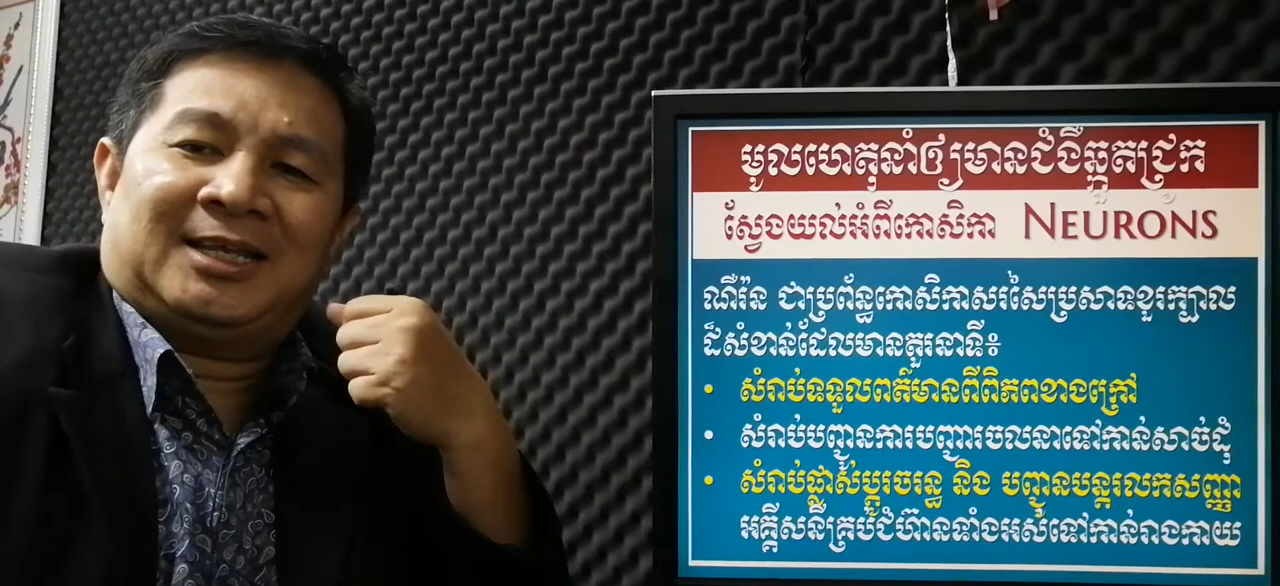 មូលហេតុនាំឲ្យមានជំងឺឆ្កួតជ្រូក
ស្វែងយល់អំពីកោសិកា NEURONS
ណឺរ៉ន ជាប្រព័ន្ធកោសិកាសរសៃប្រសាទខួរក្បាល
ដ៏សំខាន់ដែលមានតួរនាទី៖
• សំរាប់ទទួលពត៌មានពីពិភពខាងក្រៅ
• សំរាប់បញ្ជូនការបញ្ជារចលនាទៅកាន់សាច់ដុំ
• សំរាប់ផ្លាស់ប្តូរចរន្ធ និង បញ្ជូនបន្តរលកសញ្ញា
អគ្គីសនីគ្រប់ជំហ៊ានទាំងអស់ទៅកាន់រាងកាយ